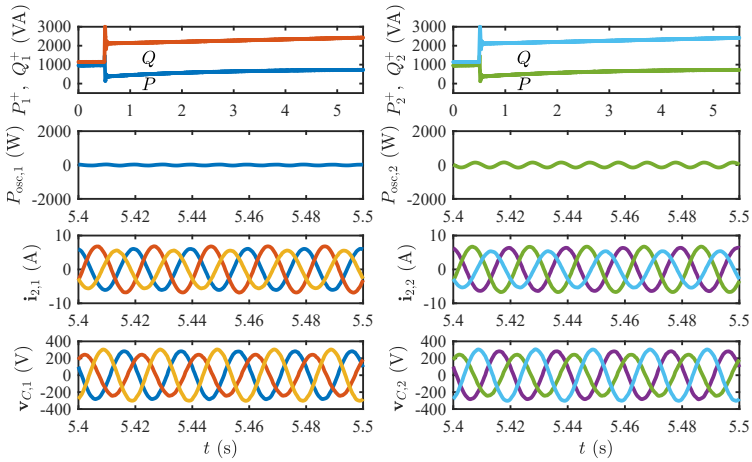 P₁⁺, Q₁⁺ (VA)
3000
2000
1000
0
Q
P
0 1 2 3 4 5
P₂⁺, Q₂⁺ (VA)
3000
2000
1000
0
Q
P
0 1 2 3 4 5
P_osc,1 (W)
2000
0
-2000
5.4 5.42 5.44 5.46 5.48 5.5
P_osc,2 (W)
2000
0
-2000
5.4 5.42 5.44 5.46 5.48 5.5
i₂,₁ (A)
10
0
-10
5.4 5.42 5.44 5.46 5.48 5.5
i₂,₂ (A)
10
0
-10
5.4 5.42 5.44 5.46 5.48 5.5
v_C,1 (V)
400
200
0
-200
-400
5.4 5.42 5.44 5.46 5.48 5.5
t (s)
v_C,2 (V)
400
200
0
-200
-400
5.4 5.42 5.44 5.46 5.48 5.5
t (s)